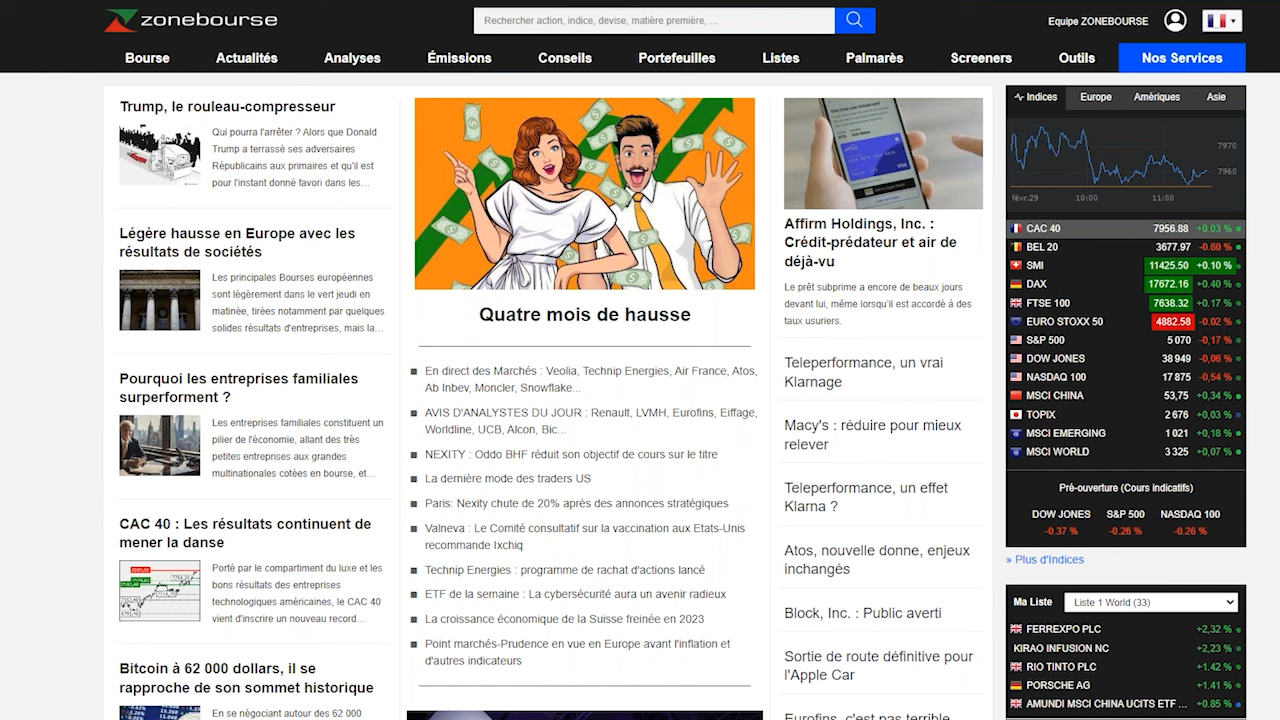 zonebourse
Rechercher action, indice, devise, matière première, ...
Equipe ZONEBOURSE
Bourse
Actualités
Analyses
Émissions
Conseils
Portefeuilles
Listes
Palmarès
Screeners
Outils
Nos Services
Trump, le rouleau-compresseur
Qui pourra l'arrêter ? Alors que Donald
Trump a terrassé ses adversaires
Républicains aux primaires et qu'il est
pour l'instant donné favori dans les…
Légère hausse en Europe avec les
résultats de sociétés
Les principales Bourses européennes
sont légèrement dans le vert jeudi en
matinée, tirées notamment par quelques
solides résultats d'entreprises, mais la…
Pourquoi les entreprises familiales
surperforment ?
Les entreprises familiales constituent un
pilier de l'économie, allant des très
petites entreprises aux grandes
multinationales cotées en bourse, et…
CAC 40 : Les résultats continuent de
mener la danse
Porté par le compartiment du luxe et les
bons résultats des entreprises
technologiques américaines, le CAC 40
vient d'inscrire un nouveau record…
Bitcoin à 62 000 dollars, il se
rapproche de son sommet historique
En se négociant autour des 62 000
Quatre mois de hausse
En direct des Marchés : Veolia, Technip Energies, Air France, Atos,
Ab Inbev, Moncler, Snowflake...
AVIS D'ANALYSTES DU JOUR : Renault, LVMH, Eurofins, Eiffage,
Worldline, UCB, Alcon, Bic...
NEXITY : Oddo BHF réduit son objectif de cours sur le titre
La dernière mode des traders US
Paris: Nexity chute de 20% après des annonces stratégiques
Valneva : Le Comité consultatif sur la vaccination aux Etats-Unis
recommande Ixchiq
Technip Energies : programme de rachat d'actions lancé
ETF de la semaine : La cybersécurité aura un avenir radieux
La croissance économique de la Suisse freinée en 2023
Point marchés-Prudence en vue en Europe avant l'inflation et
d'autres indicateurs
Affirm Holdings, Inc. :
Crédit-prédateur et air de
déjà-vu
Le prêt subprime a encore de beaux jours
devant lui, même lorsqu'il est accordé à des
taux usuriers.
Teleperformance, un vrai
Klarnage
Macy's : réduire pour mieux
relever
Teleperformance, un effet
Klarna ?
Atos, nouvelle donne, enjeux
inchangés
Block, Inc. : Public averti
Sortie de route définitive pour
l'Apple Car
Eurofins, c'est pas terrible
Indices Europe Amériques Asie
7970
7960
févr.29 10:00 11:00
CAC 40 7956.88 +0.03 %
BEL 20 3677.97 -0.60 %
SMI 11425.50 +0.10 %
DAX 17672.16 +0.40 %
FTSE 100 7638.32 +0.17 %
EURO STOXX 50 4882.58 -0.02 %
S&P 500 5 070 -0,17 %
DOW JONES 38 949 -0,06 %
NASDAQ 100 17 875 -0,54 %
MSCI CHINA 53,75 +0,34 %
TOPIX 2 676 +0,03 %
MSCI EMERGING 1 021 +0,18 %
MSCI WORLD 3 325 +0,07 %
Pré-ouverture (Cours indicatifs)
DOW JONES S&P 500 NASDAQ 100
-0.37 % -0.26 % -0.26 %
» Plus d'Indices
Ma Liste Liste 1 World (33)
FERREXPO PLC +2,32 %
KIRAO INFUSION NC +2,23 %
RIO TINTO PLC +1.42 %
PORSCHE AG +1.41 %
AMUNDI MSCI CHINA UCITS ETF ... +0.85 %